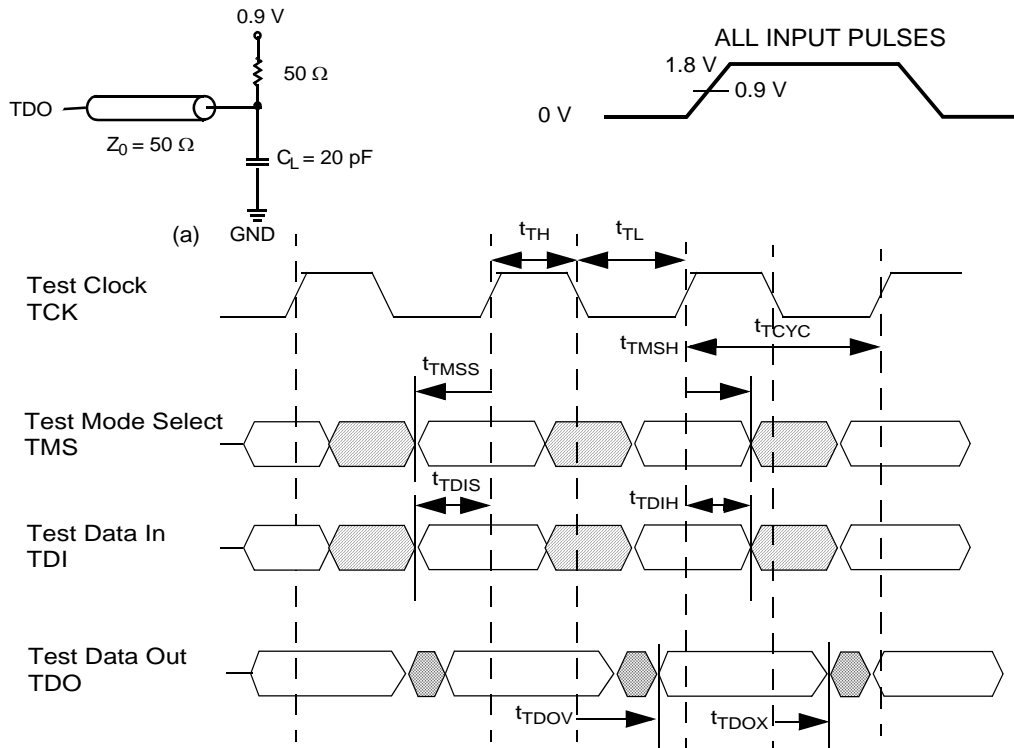 0.9 V
50 Ω
TDO
Z0 = 50 Ω
CL = 20 pF
(a)
GND
ALL INPUT PULSES
1.8 V
0.9 V
0 V
tTH
tTL
Test Clock
TCK
tTMSH
tTCYC
tTMSS
Test Mode Select
TMS
tTDIS
tTDIH
Test Data In
TDI
Test Data Out
TDO
tTDOV
tTDOX